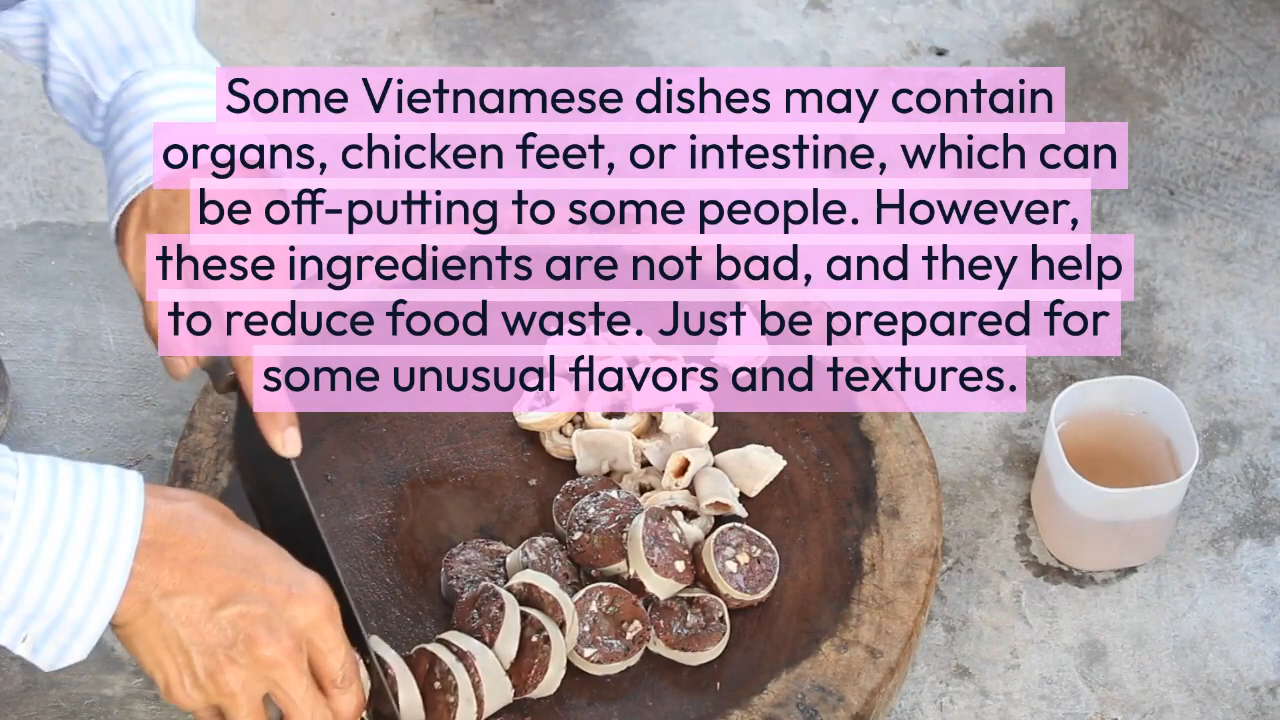 Some Vietnamese dishes may contain
organs, chicken feet, or intestine, which can
be off-putting to some people. However,
these ingredients are not bad, and they help
to reduce food waste. Just be prepared for
some unusual flavors and textures.